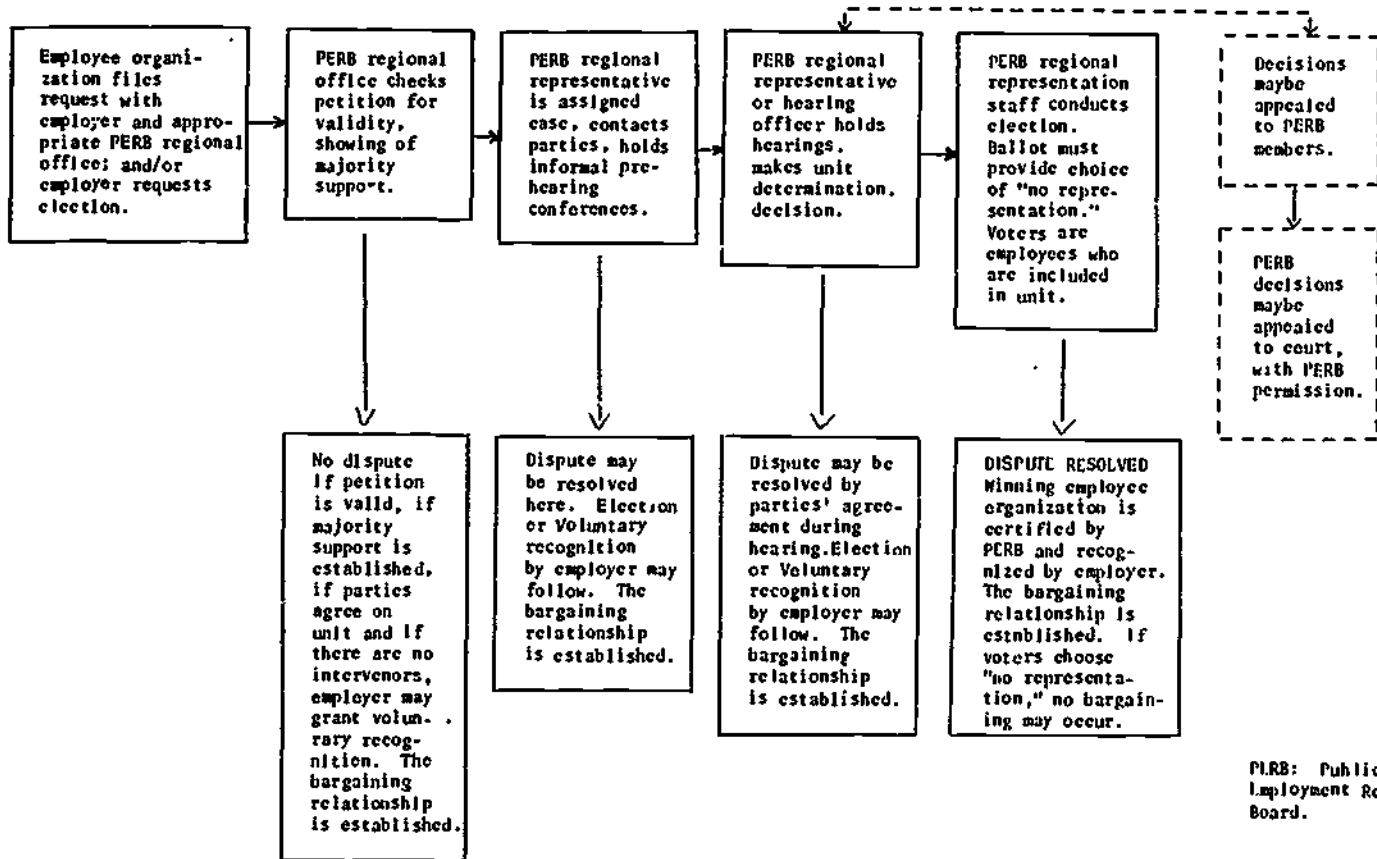 Employee organi-
zation files
request with
employer and appro-
priate PERB regional
office; and/or
employer requests
election.
PERB regional
office checks
petition for
validity,
showing of
majority
support.
PERB regional
representative
is assigned
case, contacts
parties, holds
informal pre-
hearing
conferences.
PERB regional
representative
or hearing
officer holds
hearings.
makes unit
determination.
decision.
PERB regional
representation
staff conducts
election.
Ballot must
provide choice
of "no repre-
sentation."
Voters are
employees who
are included
in unit.
Decisions
maybe
appealed
to PERB
members.
PERB
decisions
maybe
appealed
to court,
with PERB
permission.
No dispute
if petition
is valid, if
majority
support is
established,
if parties
agree on
unit and if
there are no
intervenors,
employer may
grant volun-
rary recog-
nition. The
bargaining
relationship
is established.
Dispute may
be resolved
here. Election
or Voluntary
recognition
by employer may
follow. The
bargaining
relationship
is established.
Dispute may be
resolved by
parties' agree-
ment during
hearing.Election
or Voluntary
recognition
by employer may
follow. The
bargaining
relationship
is established.
DISPUTE RESOLVED
Winning employee
organization is
certified by
PERB and recog-
nized by employer.
The bargaining
relationship is
established. If
voters choose
"no representa-
tion," no bargain-
ing may occur.
PERB: Public
Employment Re
Board.